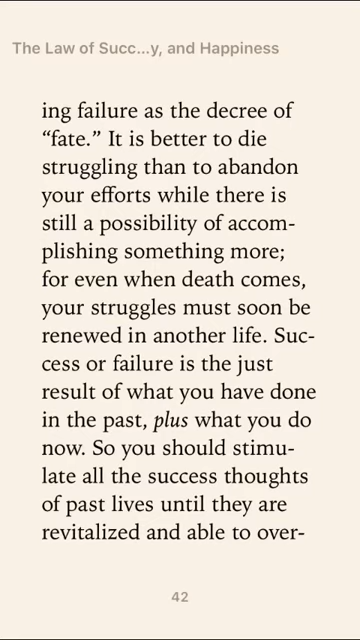 The Law of Succ...y, and Happiness
ing failure as the decree of
“fate.” It is better to die
struggling than to abandon
your efforts while there is
still a possibility of accom-
plishing something more;
for even when death comes,
your struggles must soon be
renewed in another life. Suc-
cess or failure is the just
result of what you have done
in the past, plus what you do
now. So you should stimu-
late all the success thoughts
of past lives until they are
revitalized and able to over-
42